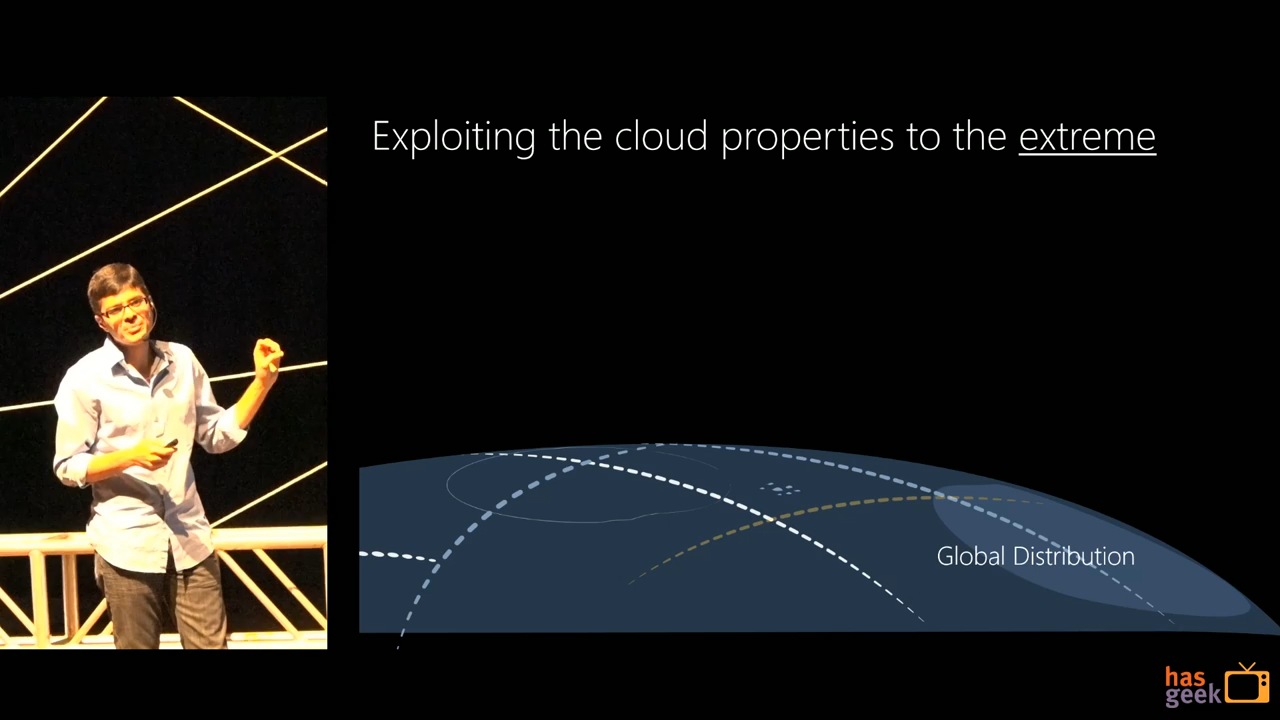 Exploiting the cloud properties to the extreme
Global Distribution
has
geek